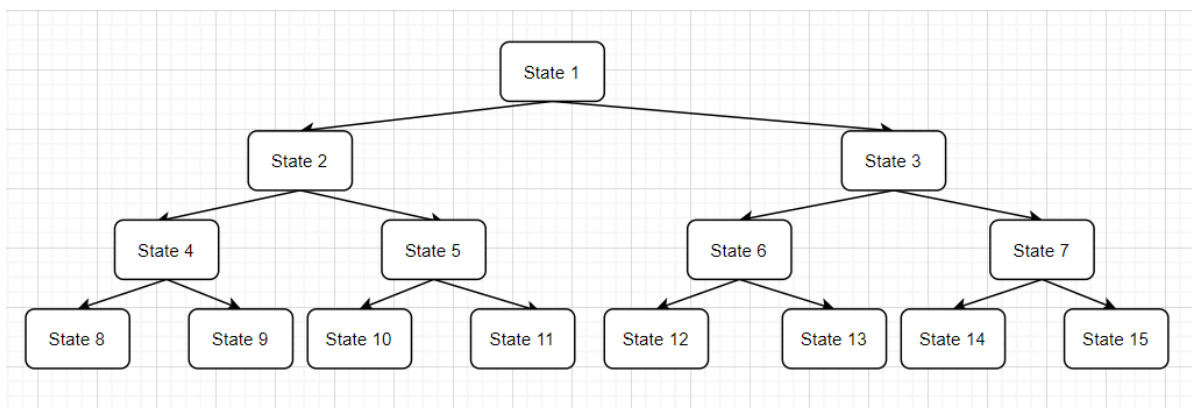 State 1
State 2
State 3
State 4
State 5
State 6
State 7
State 8
State 9
State 10
State 11
State 12
State 13
State 14
State 15